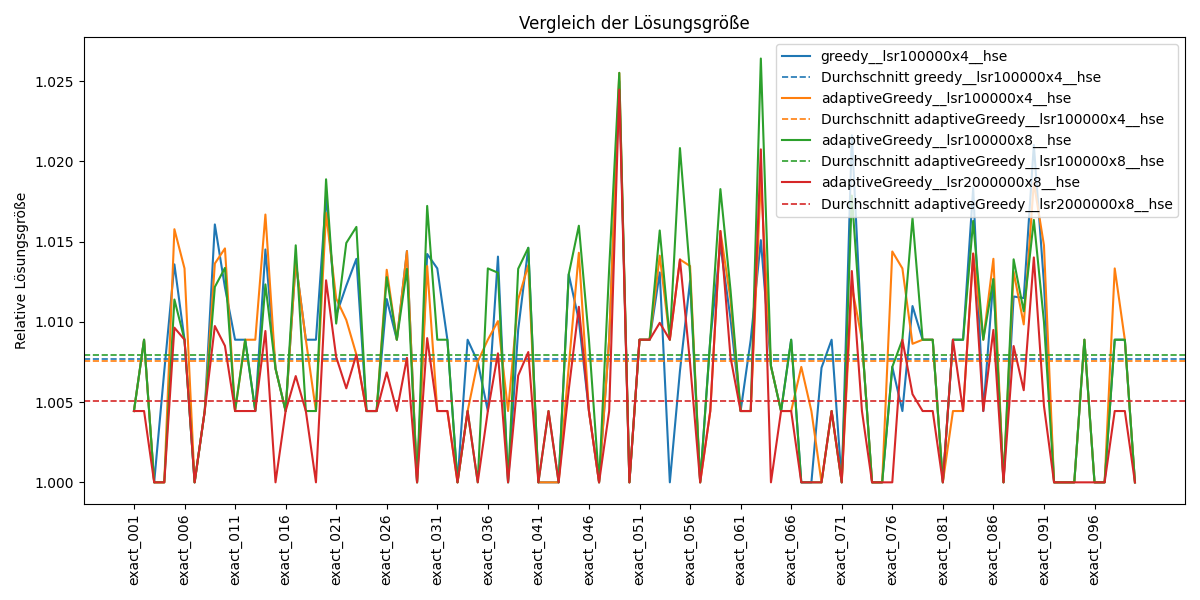 Vergleich der Lösungsgröße
Relative Lösungsgröße
1.025
1.020
1.015
1.010
1.005
1.000
greedy__lsr100000x4__hse
Durchschnitt greedy__lsr100000x4__hse
adaptiveGreedy__lsr100000x4__hse
Durchschnitt adaptiveGreedy__lsr100000x4__hse
adaptiveGreedy__lsr100000x8__hse
Durchschnitt adaptiveGreedy__lsr100000x8__hse
adaptiveGreedy__lsr2000000x8__hse
Durchschnitt adaptiveGreedy__lsr2000000x8__hse
exact_001
exact_006
exact_011
exact_016
exact_021
exact_026
exact_031
exact_036
exact_041
exact_046
exact_051
exact_056
exact_061
exact_066
exact_071
exact_076
exact_081
exact_086
exact_091
exact_096